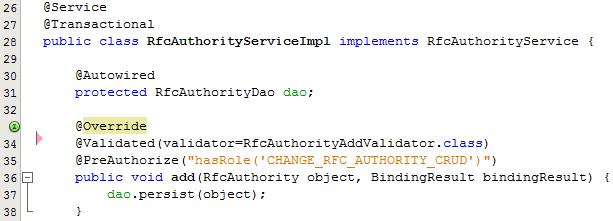 26 @Service
27 @Transactional
28 public class RfcAuthorityServiceImpl implements RfcAuthorityService {
29
30 @Autowired
31 protected RfcAuthorityDao dao;
32
@Override
34 @Validated(validator=RfcAuthorityAddValidator.class)
35 @PreAuthorize("hasRole('CHANGE_RFC_AUTHORITY_CRUD')")
36 public void add(RfcAuthority object, BindingResult bindingResult) {
37 dao.persist(object);
38 }